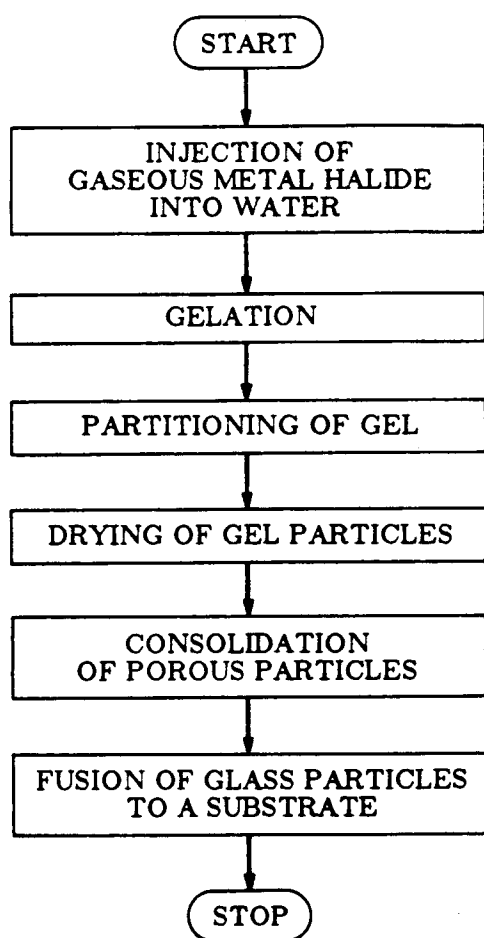 START
INJECTION OF
GASEOUS METAL HALIDE
INTO WATER
GELATION
PARTITIONING OF GEL
DRYING OF GEL PARTICLES
CONSOLIDATION
OF POROUS PARTICLES
FUSION OF GLASS PARTICLES
TO A SUBSTRATE
STOP